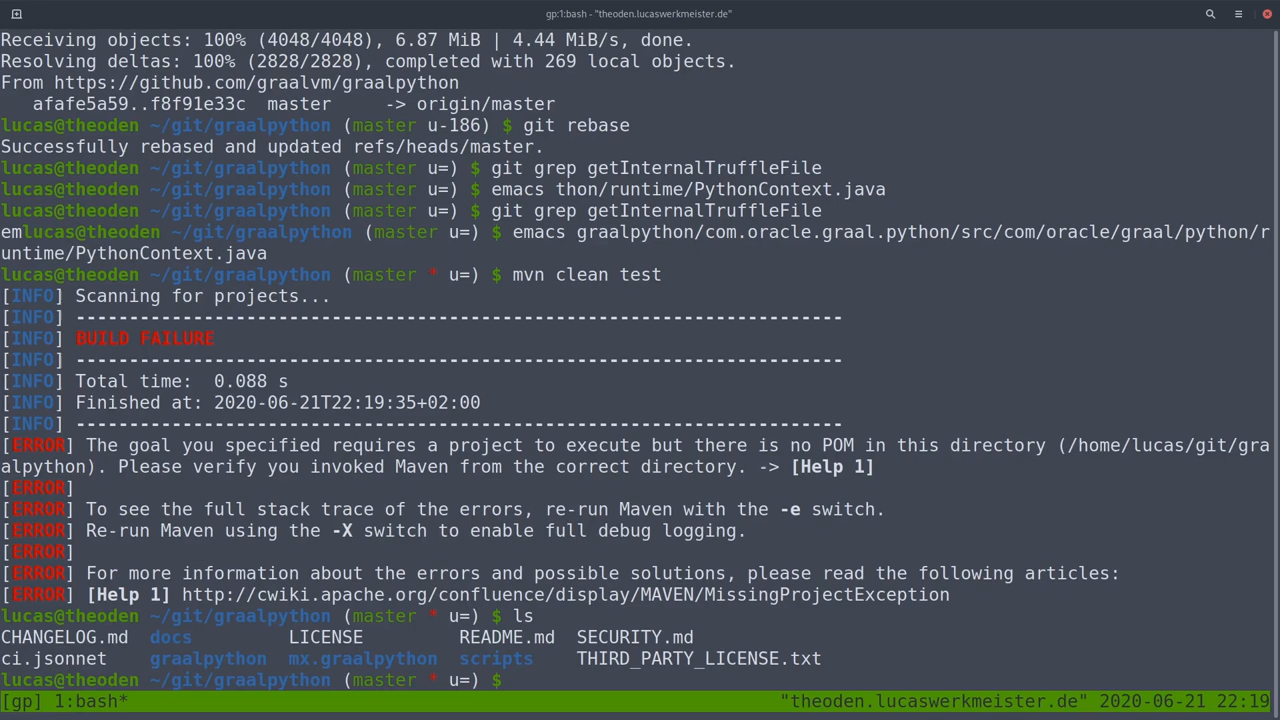 gp:1:bash - "theoden.lucaswerkmeister.de"
Receiving objects: 100% (4048/4048), 6.87 MiB | 4.44 MiB/s, done.
Resolving deltas: 100% (2828/2828), completed with 269 local objects.
From https://github.com/graalvm/graalpython
   afafe5a59..f8f91e33c  master     -> origin/master
lucas@theoden ~/git/graalpython (master u-186) $ git rebase
Successfully rebased and updated refs/heads/master.
lucas@theoden ~/git/graalpython (master u=) $ git grep getInternalTruffleFile
lucas@theoden ~/git/graalpython (master u=) $ emacs thon/runtime/PythonContext.java
lucas@theoden ~/git/graalpython (master u=) $ git grep getInternalTruffleFile
emlucas@theoden ~/git/graalpython (master u=) $ emacs graalpython/com.oracle.graal.python/src/com/oracle/graal/python/r
untime/PythonContext.java
lucas@theoden ~/git/graalpython (master * u=) $ mvn clean test
[INFO] Scanning for projects...
[INFO] ------------------------------------------------------------------------
[INFO] BUILD FAILURE
[INFO] ------------------------------------------------------------------------
[INFO] Total time:  0.088 s
[INFO] Finished at: 2020-06-21T22:19:35+02:00
[INFO] ------------------------------------------------------------------------
[ERROR] The goal you specified requires a project to execute but there is no POM in this directory (/home/lucas/git/gra
alpython). Please verify you invoked Maven from the correct directory. -> [Help 1]
[ERROR]
[ERROR] To see the full stack trace of the errors, re-run Maven with the -e switch.
[ERROR] Re-run Maven using the -X switch to enable full debug logging.
[ERROR]
[ERROR] For more information about the errors and possible solutions, please read the following articles:
[ERROR] [Help 1] http://cwiki.apache.org/confluence/display/MAVEN/MissingProjectException
lucas@theoden ~/git/graalpython (master * u=) $ ls
CHANGELOG.md  docs         LICENSE         README.md  SECURITY.md
ci.jsonnet    graalpython  mx.graalpython  scripts    THIRD_PARTY_LICENSE.txt
lucas@theoden ~/git/graalpython (master * u=) $
[gp] 1:bash* "theoden.lucaswerkmeister.de" 2020-06-21 22:19